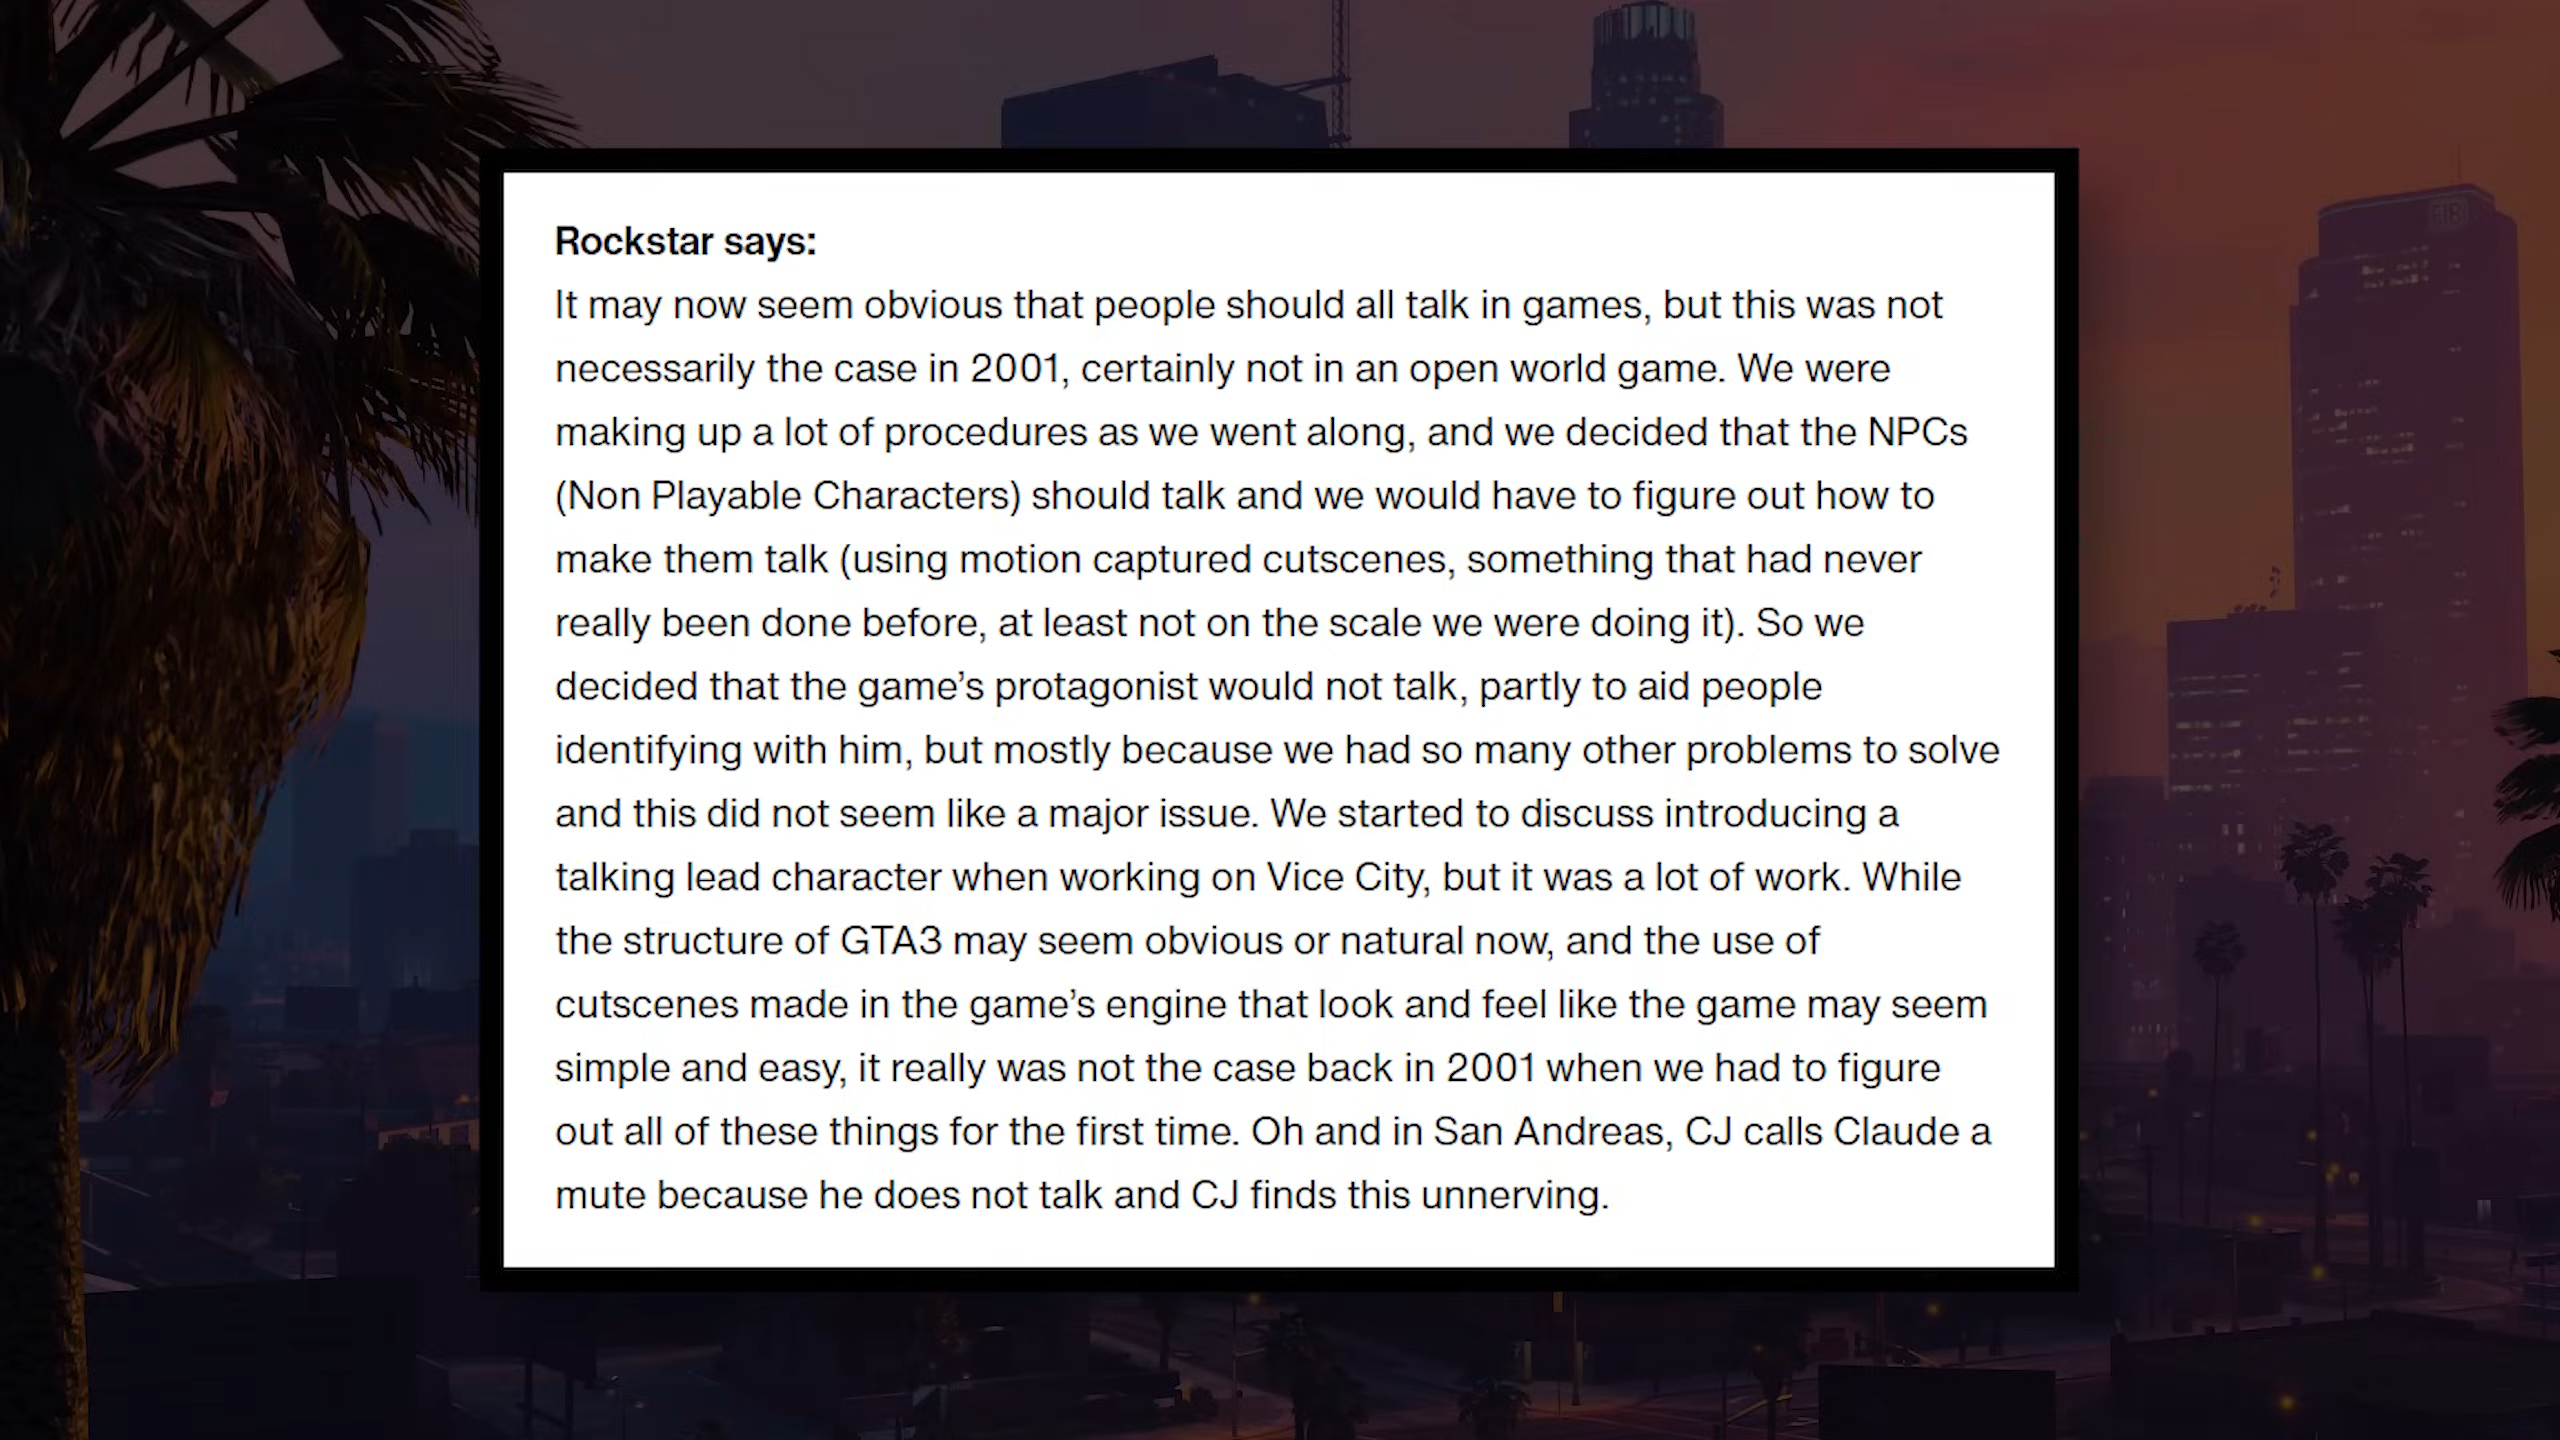 Rockstar says:
It may now seem obvious that people should all talk in games, but this was not
necessarily the case in 2001, certainly not in an open world game. We were
making up a lot of procedures as we went along, and we decided that the NPCs
(Non Playable Characters) should talk and we would have to figure out how to
make them talk (using motion captured cutscenes, something that had never
really been done before, at least not on the scale we were doing it). So we
decided that the game’s protagonist would not talk, partly to aid people
identifying with him, but mostly because we had so many other problems to solve
and this did not seem like a major issue. We started to discuss introducing a
talking lead character when working on Vice City, but it was a lot of work. While
the structure of GTA3 may seem obvious or natural now, and the use of
cutscenes made in the game’s engine that look and feel like the game may seem
simple and easy, it really was not the case back in 2001 when we had to figure
out all of these things for the first time. Oh and in San Andreas, CJ calls Claude a
mute because he does not talk and CJ finds this unnerving.